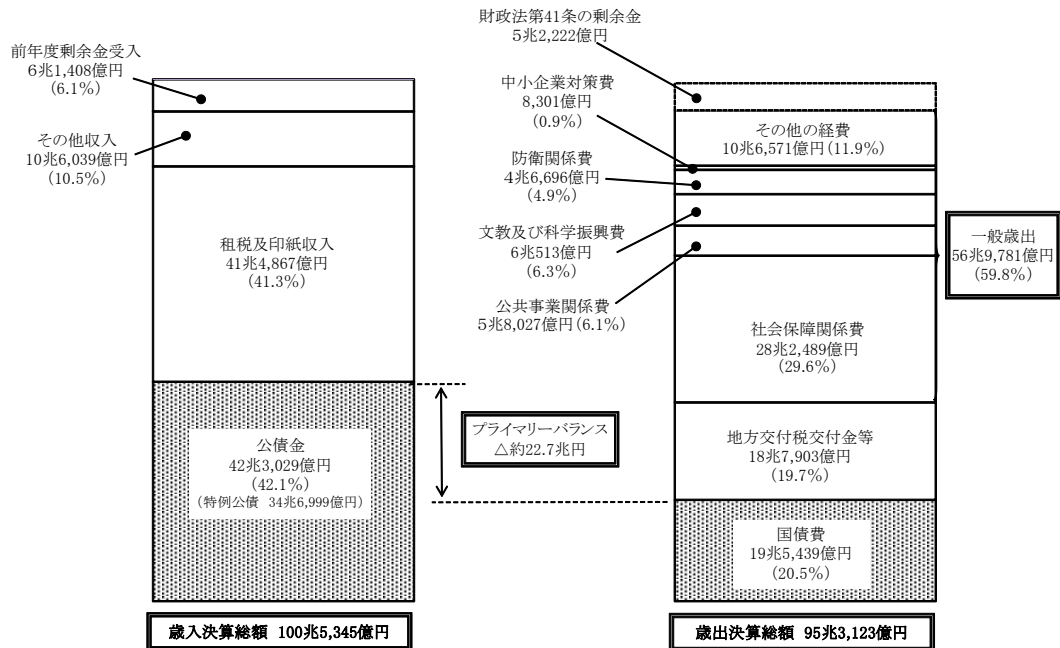 前年度剰余金受入
6兆1,408億円
(6.1%)
その他収入
10兆6,039億円
(10.5%)
租税及印紙収入
41兆4,867億円
(41.3%)
公債金
42兆3,029億円
(42.1%)
(特例公債 34兆6,999億円)
歳入決算総額 100兆5,345億円
プライマリーバランス
△約22.7兆円
財政法第41条の剰余金
5兆2,222億円
中小企業対策費
8,301億円
(0.9%)
防衛関係費
4兆6,696億円
(4.9%)
文教及び科学振興費
6兆513億円
(6.3%)
公共事業関係費
5兆8,027億円(6.1%)
その他の経費
10兆6,571億円(11.9%)
社会保障関係費
28兆2,489億円
(29.6%)
地方交付税交付金等
18兆7,903億円
(19.7%)
国債費
19兆5,439億円
(20.5%)
歳出決算総額 95兆3,123億円
一般歳出
56兆9,781億円
(59.8%)